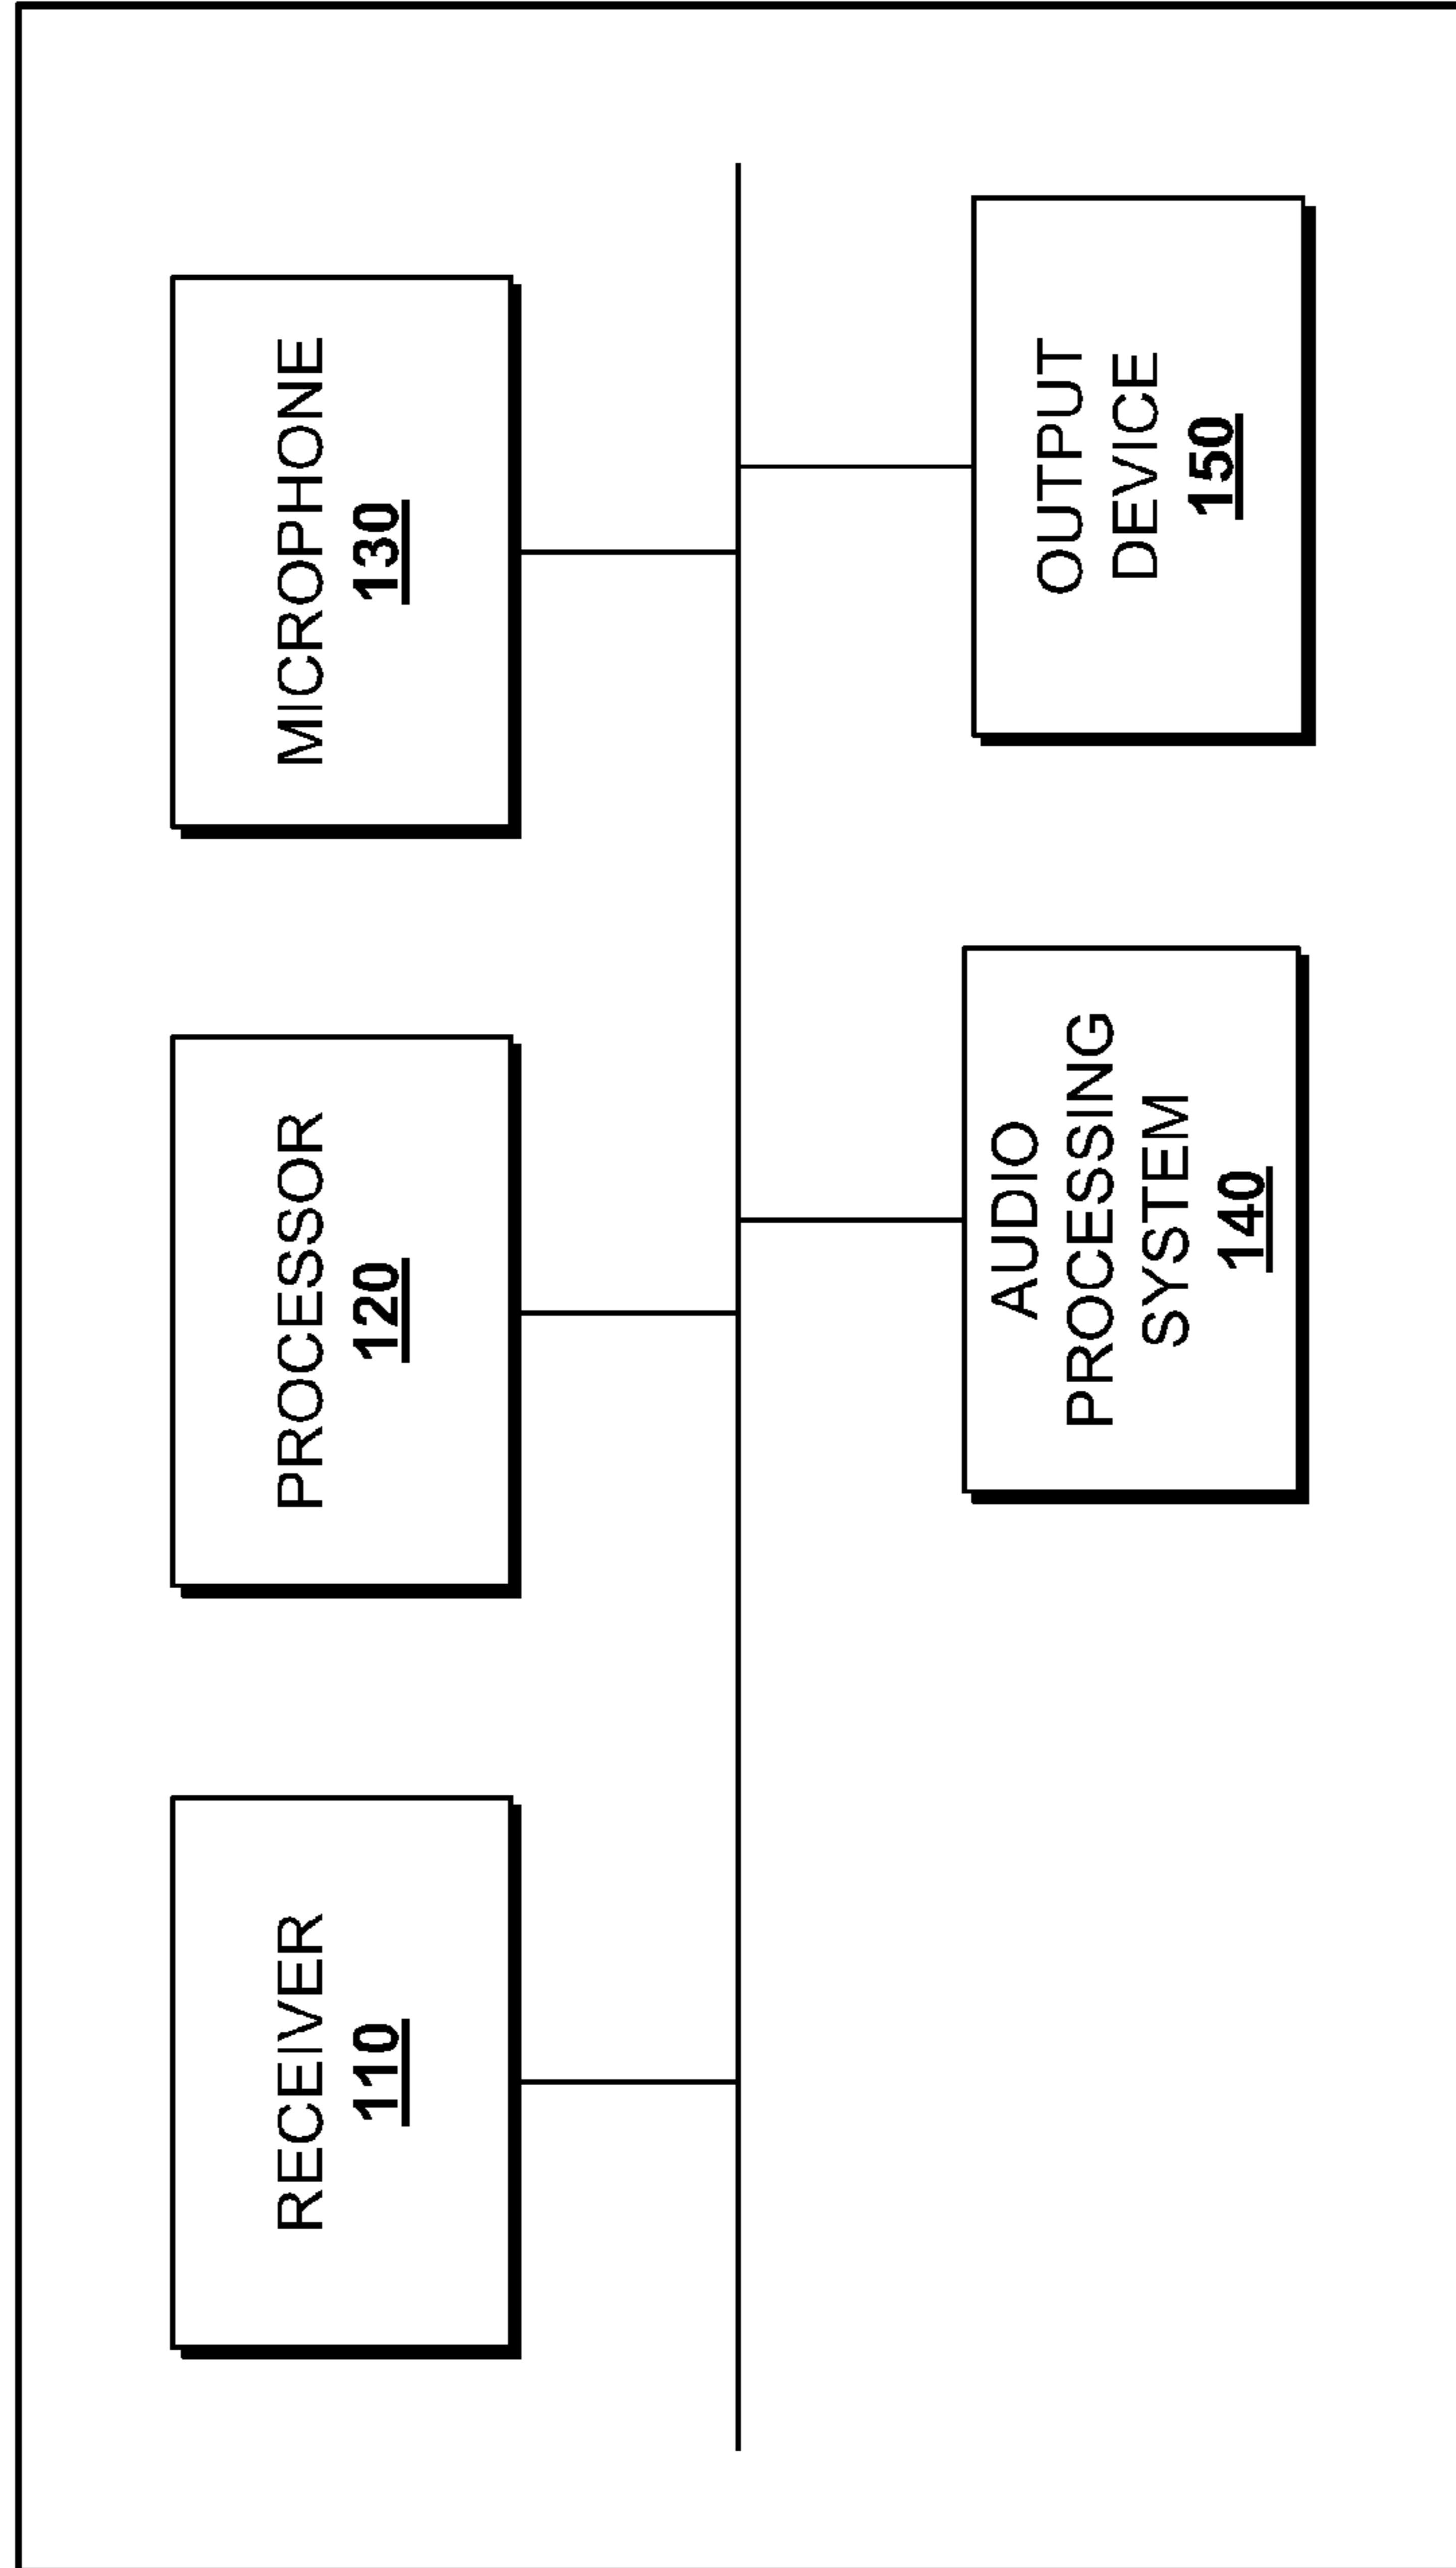 RECEIVER
110
PROCESSOR
120
MICROPHONE
130
AUDIO
PROCESSING
SYSTEM
140
OUTPUT
DEVICE
150